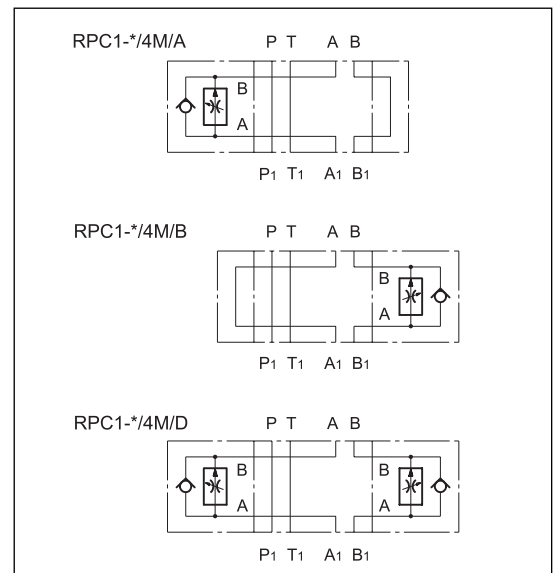 RPC1-*/4M/A P T A B
B
A
P1 T1 A1 B1
RPC1-*/4M/B P T A B
B
A
P1 T1 A1 B1
RPC1-*/4M/D P T A B
B B
A A
P1 T1 A1 B1